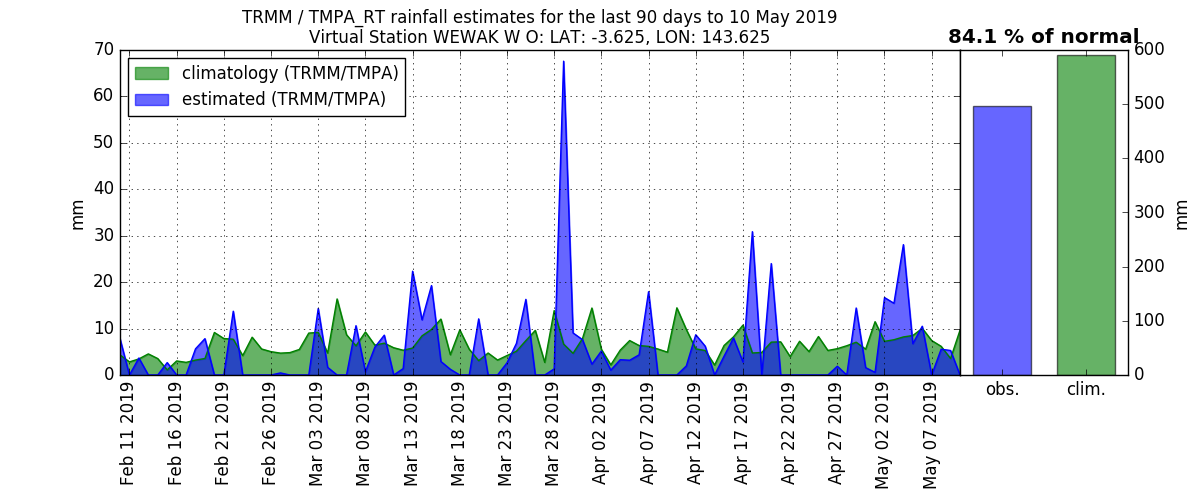 TRMM / TMPA_RT rainfall estimates for the last 90 days to 10 May 2019
Virtual Station WEWAK W O: LAT: -3.625, LON: 143.625
84.1 % of normal
climatology (TRMM/TMPA)
estimated (TRMM/TMPA)
70
60
50
40
30
20
10
0
mm
Feb 11 2019
Feb 16 2019
Feb 21 2019
Feb 26 2019
Mar 03 2019
Mar 08 2019
Mar 13 2019
Mar 18 2019
Mar 23 2019
Mar 28 2019
Apr 02 2019
Apr 07 2019
Apr 12 2019
Apr 17 2019
Apr 22 2019
Apr 27 2019
May 02 2019
May 07 2019
obs.
clim.
600
500
400
300
200
100
0
mm